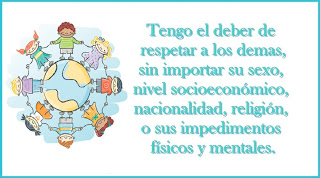 Tengo el deber de
respetar a los demas,
sin importar su sexo,
nivel socioeconómico,
nacionalidad, religión,
o sus impedimentos
físicos y mentales.